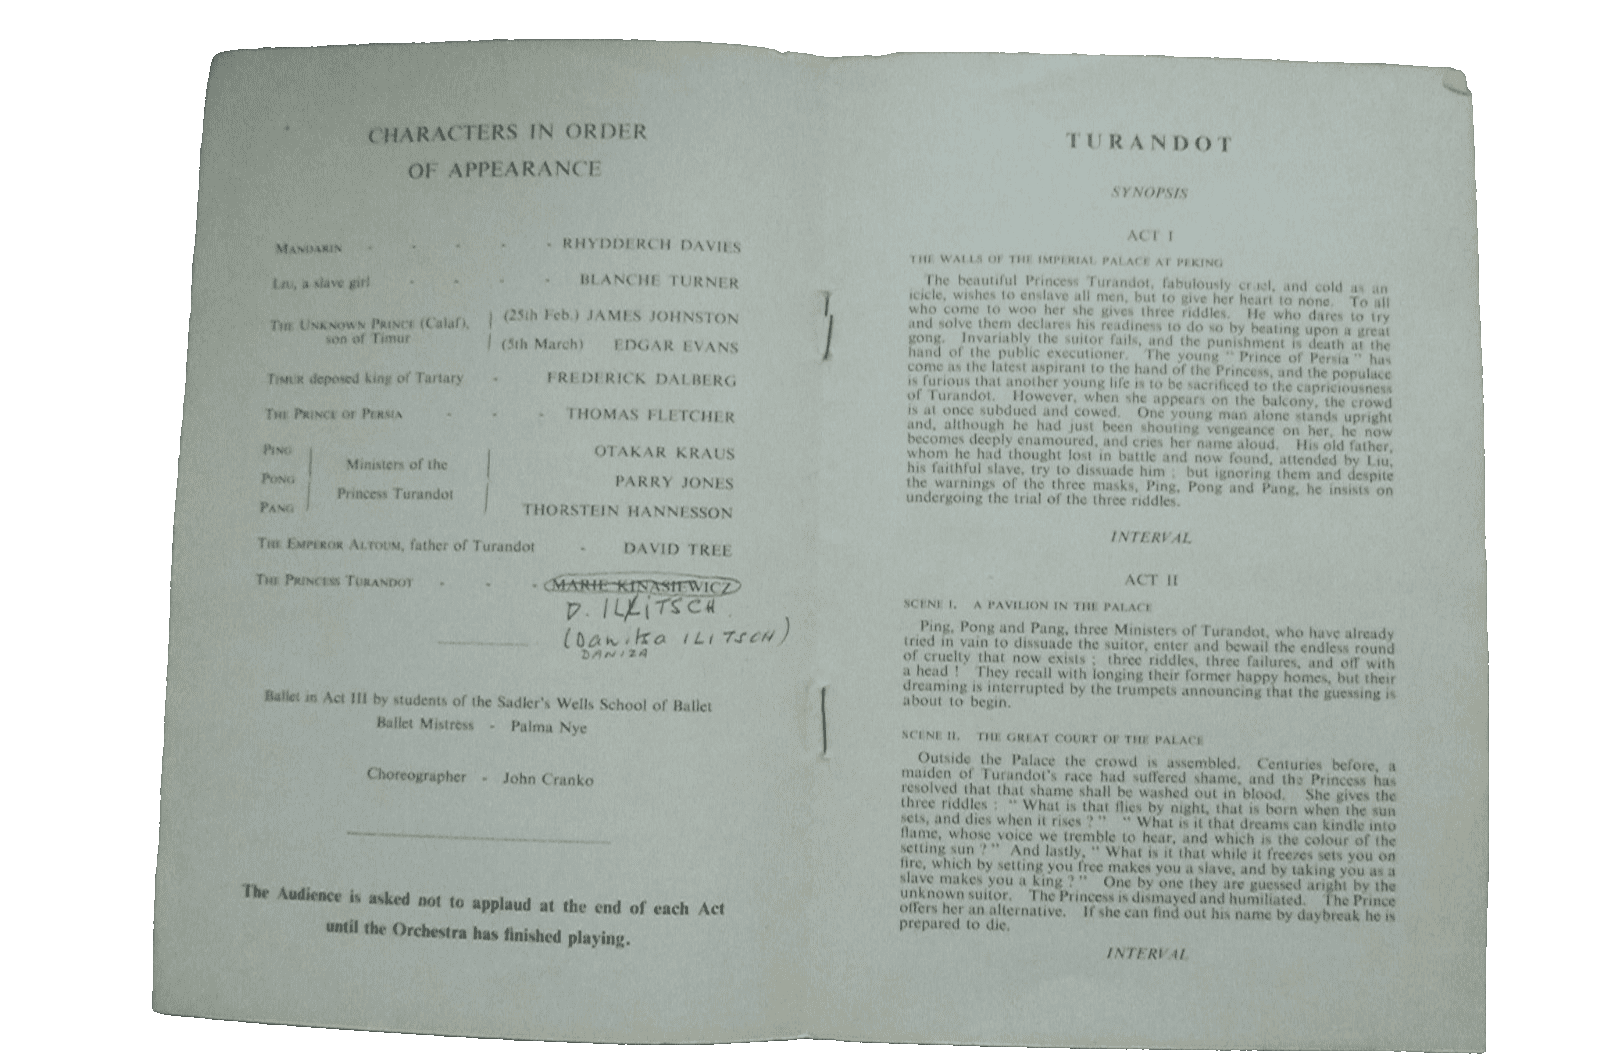 CHARACTERS IN ORDER
OF APPEARANCE
MANDARIN - - - - - RHYDDERCH DAVIES
LIU, a slave girl - - - - BLANCHE TURNER
THE UNKNOWN PRINCE (Calaf), son of Timur
(25th Feb.) JAMES JOHNSTON
(5th March) EDGAR EVANS
TIMUR deposed king of Tartary - FREDERICK DALBERG
THE PRINCE OF PERSIA - - - THOMAS FLETCHER
PING OTAKAR KRAUS
Ministers of the
PONG PARRY JONES
Princess Turandot
PANG THORSTEIN HANNESSON
THE EMPEROR ALTOUM, father of Turandot - DAVID TREE
THE PRINCESS TURANDOT - - - MARIE KINASIEWICZ
D. ILITSCH
(Danitza ILITSCH)
DANIZA
Ballet in Act III by students of the Sadler's Wells School of Ballet
Ballet Mistress - Palma Nye
Choreographer - John Cranko
The Audience is asked not to applaud at the end of each Act
until the Orchestra has finished playing.
TURANDOT
SYNOPSIS
ACT I
THE WALLS OF THE IMPERIAL PALACE AT PEKING
The beautiful Princess Turandot, fabulously cruel, and cold as an
icicle, wishes to enslave all men, but to give her heart to none. To all
who come to woo her she gives three riddles. He who dares to try
and solve them declares his readiness to do so by beating upon a great
gong. Invariably the suitor fails, and the punishment is death at the
hand of the public executioner. The young " Prince of Persia " has
come as the latest aspirant to the hand of the Princess, and the populace
is furious that another young life is to be sacrificed to the capriciousness
of Turandot. However, when she appears on the balcony, the crowd
is at once subdued and cowed. One young man alone stands upright
and, although he had just been shouting vengeance on her, he now
becomes deeply enamoured, and cries her name aloud. His old father,
whom he had thought lost in battle and now found, attended by Liu,
his faithful slave, try to dissuade him ; but ignoring them and despite
the warnings of the three masks, Ping, Pong and Pang, he insists on
undergoing the trial of the three riddles.
INTERVAL
ACT II
SCENE I. A PAVILION IN THE PALACE
Ping, Pong and Pang, three Ministers of Turandot, who have already
tried in vain to dissuade the suitor, enter and bewail the endless round
of cruelty that now exists ; three riddles, three failures, and off with
a head ! They recall with longing their former happy homes, but their
dreaming is interrupted by the trumpets announcing that the guessing is
about to begin.
SCENE II. THE GREAT COURT OF THE PALACE
Outside the Palace the crowd is assembled. Centuries before, a
maiden of Turandot's race had suffered shame, and the Princess has
resolved that that shame shall be washed out in blood. She gives the
three riddles : " What is that flies by night, that is born when the sun
sets, and dies when it rises ? " " What is it that dreams can kindle into
flame, whose voice we tremble to hear, and which is the colour of the
setting sun ? " And lastly, " What is it that while it freezes sets you on
fire, which by setting you free makes you a slave, and by taking you as a
slave makes you a king ? " One by one they are guessed aright by the
unknown suitor. The Princess is dismayed and humiliated. The Prince
offers her an alternative. If she can find out his name by daybreak he is
prepared to die.
INTERVAL